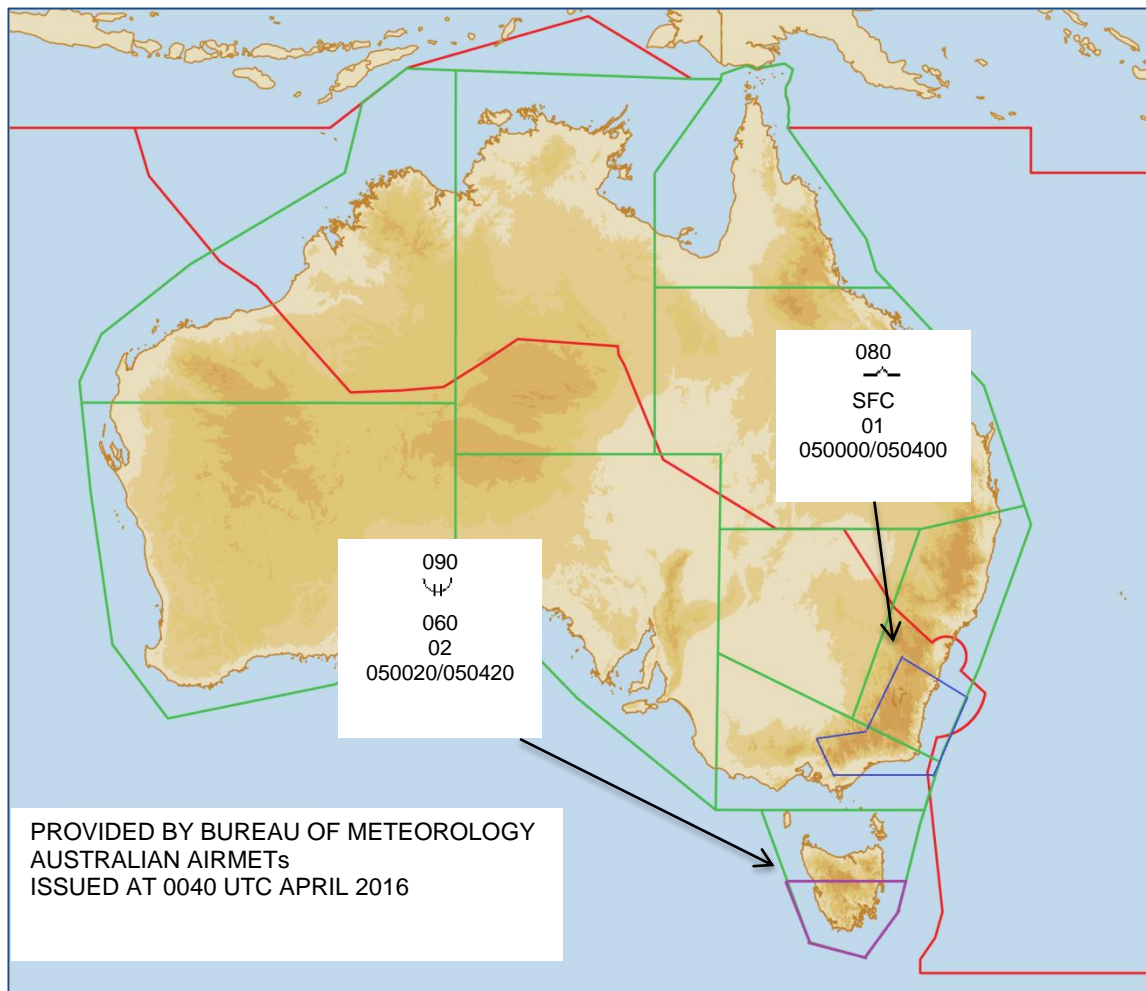 080
SFC
01
050000/050400
090
060
02
050020/050420
PROVIDED BY BUREAU OF METEOROLOGY
AUSTRALIAN AIRMETs
ISSUED AT 0040 UTC APRIL 2016